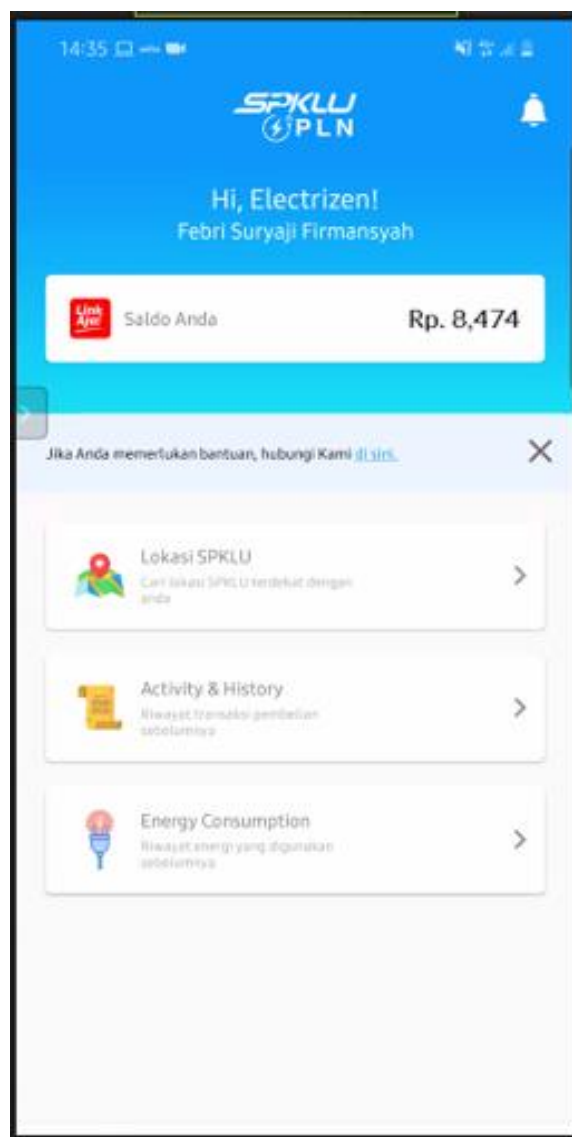 14:35
SPKLU
PLN
Hi, Electrizen!
Febri Suryaji Firmansyah
Link Aja!
Saldo Anda Rp. 8,474
Jika Anda memerlukan bantuan, hubungi Kami di sini.
Lokasi SPKLU
Cari lokasi SPKLU terdekat dengan
anda
Activity & History
Riwayat transaksi pembelian
sebelumnya
Energy Consumption
Riwayat energi yang digunakan
sebelumnya